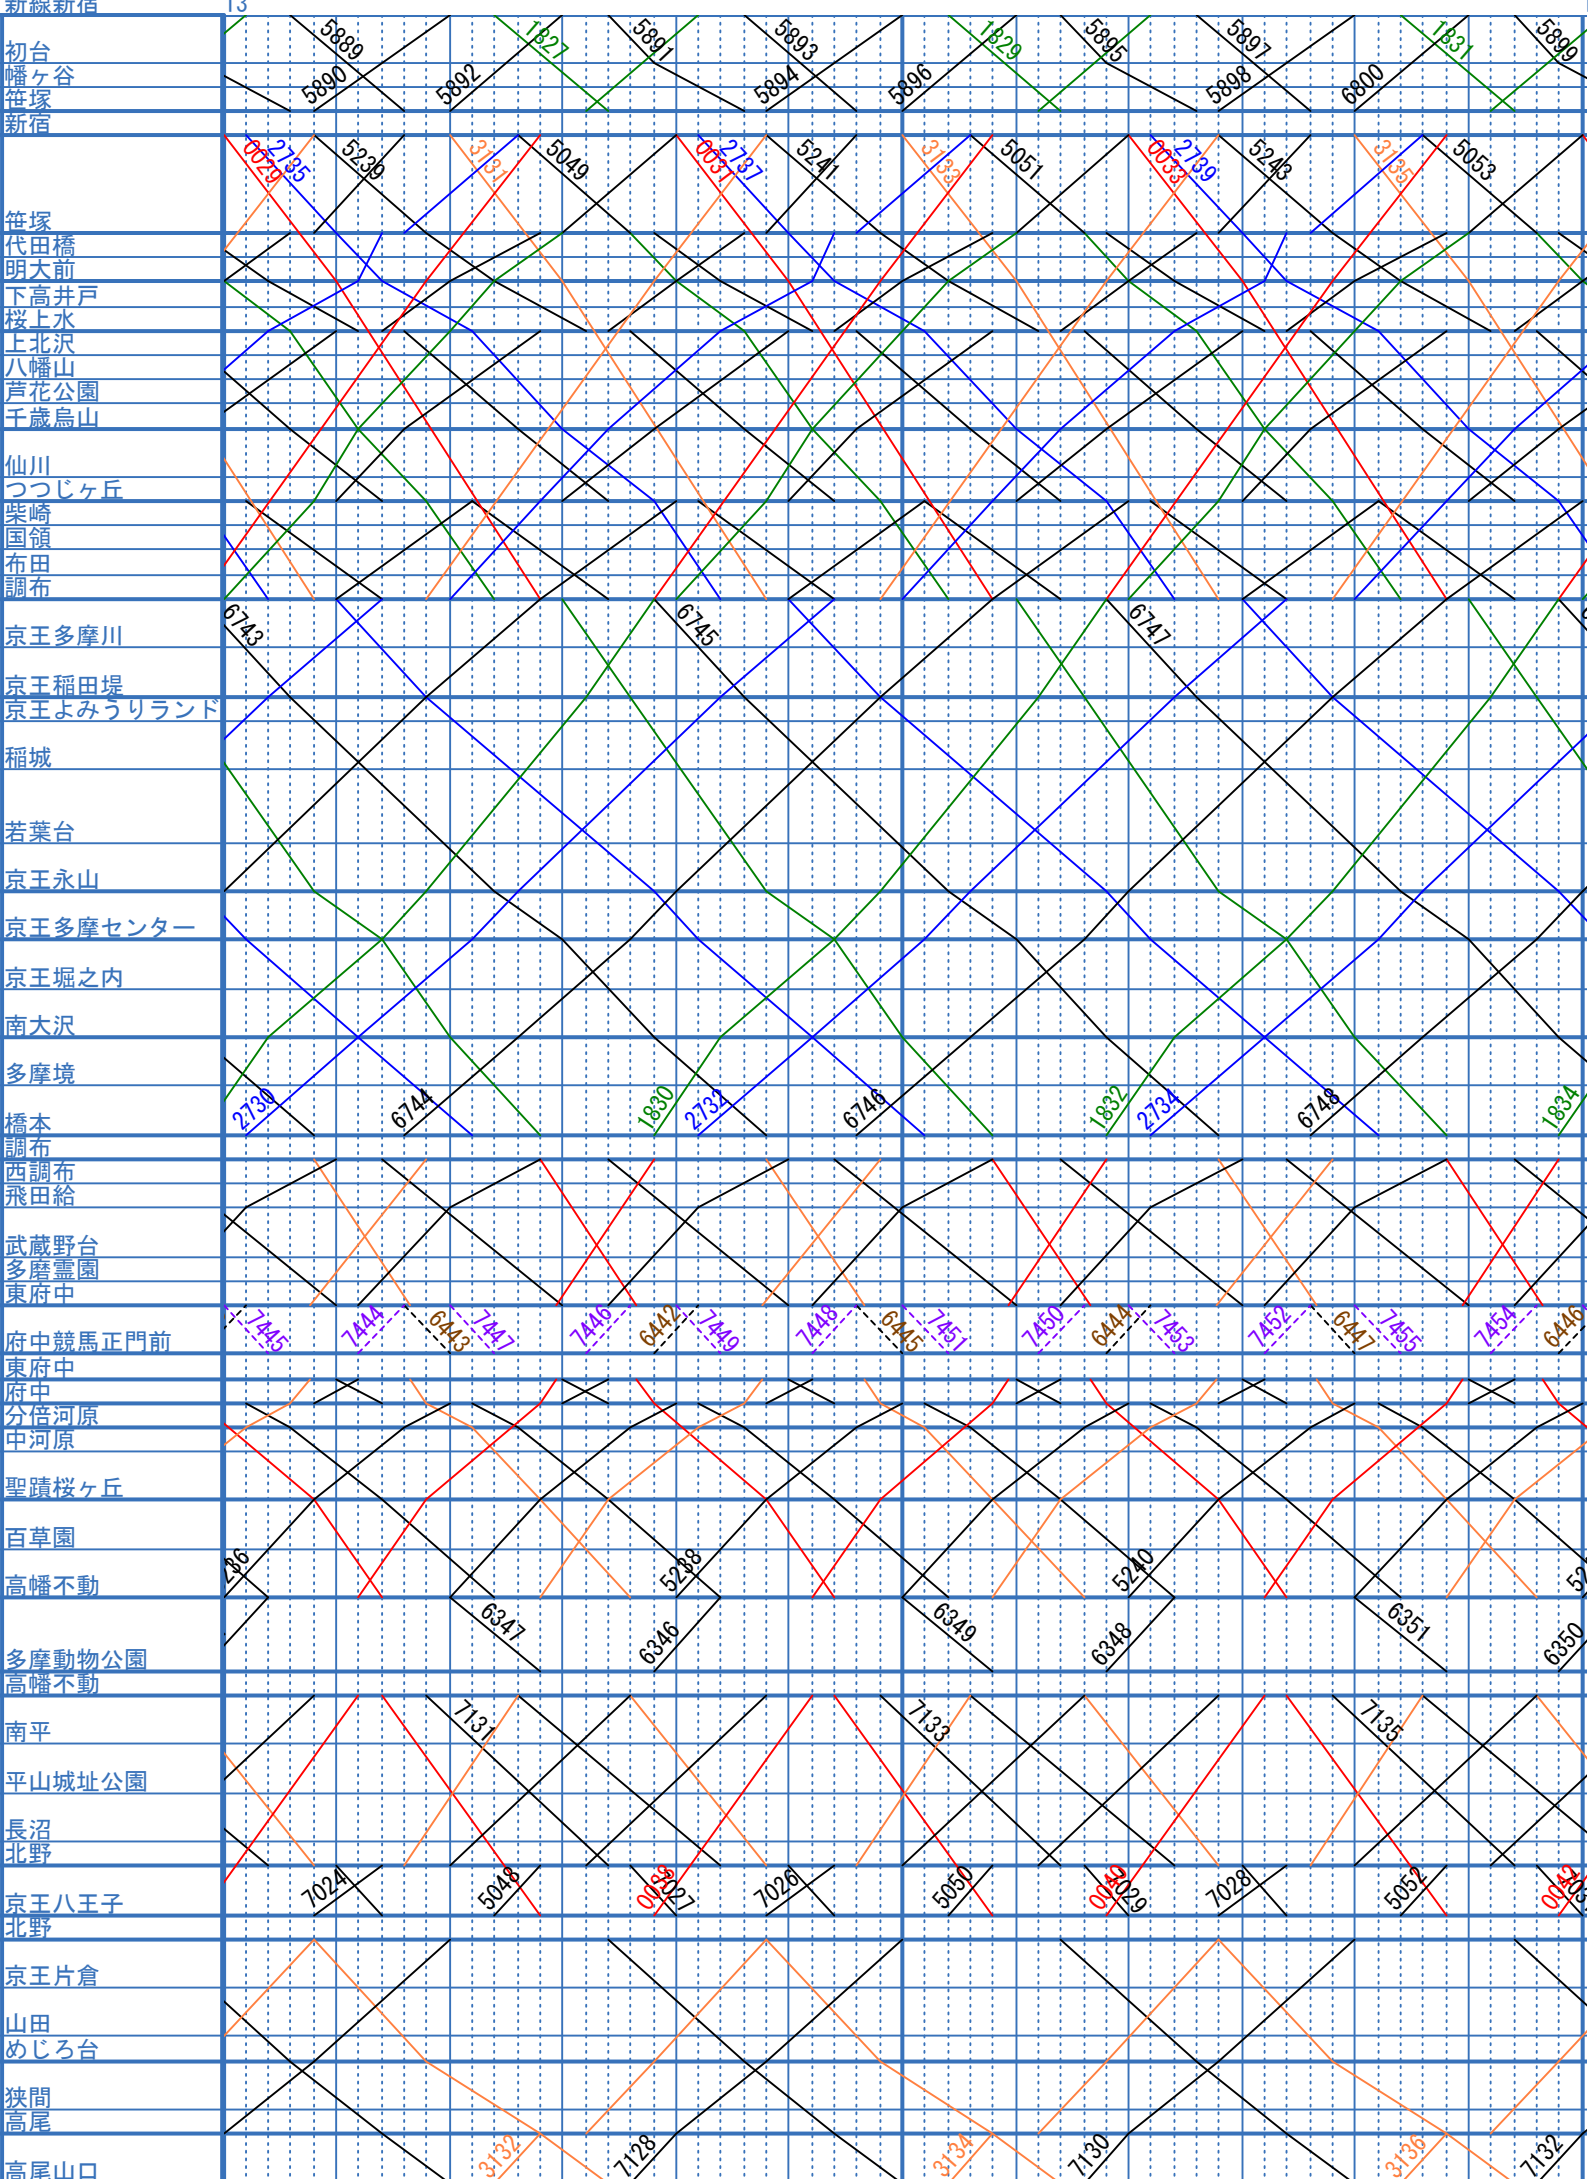 新線新宿 13
初台 5889 1827 5891 5893 1829 5895 5897 1831 5899
幡ヶ谷
笹塚 5890 5892 5894 5896 5898 6800
新宿
0029 2735 5239 3131 5049 0031 2737 5241 3133 5051 0033 2739 5243 3135 5053
笹塚
代田橋
明大前
下高井戸
桜上水
上北沢
八幡山
芦花公園
千歳烏山
仙川
つつじヶ丘
柴崎
国領
布田
調布
京王多摩川 6743 6745 6747
京王稲田堤
京王よみうりランド
稲城
若葉台
京王永山
京王多摩センター
京王堀之内
南大沢
多摩境
橋本 2730 6744 1830 2732 6746 1832 2734 6748 1834
調布
西調布
飛田給
武蔵野台
多磨霊園
東府中
府中競馬正門前 7445 7444 6443 7447 7446 6442 7449 7448 6445 7451 7450 6444 7453 7452 6447 7455 7454 6446
東府中
府中
分倍河原
中河原
聖蹟桜ヶ丘
百草園
高幡不動 236 5238 5240
6347 6349 6351
多摩動物公園 6346 6348 6350
高幡不動
南平 7131 7133 7135
平山城址公園
長沼
北野
京王八王子 7024 5048 0038 7027 7026 5050 0040 7029 7028 5052 0042
北野
京王片倉
山田
めじろ台
狭間
高尾
高尾山口 3132 7128 3134 7130 3136 7132